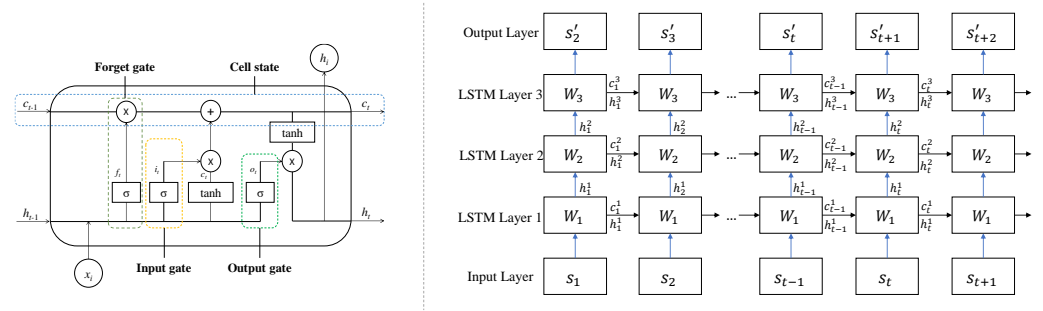 h_i
Forget gate
Cell state
c_{t-1}
x
+
c_t
tanh
f_t
i_t
x
c_t
o_t
x
σ
σ
tanh
σ
h_{t-1}
h_t
x_i
Input gate
Output gate
Output Layer
s'_2
s'_3
s'_t
s'_{t+1}
s'_{t+2}
LSTM Layer 3
W_3
c_1^3
h_1^3
W_3
...
W_3
c_{t-1}^3
h_{t-1}^3
W_3
c_t^3
h_t^3
W_3
h_1^2
h_2^2
h_{t-1}^2
h_t^2
LSTM Layer 2
W_2
c_1^2
h_1^2
W_2
...
W_2
c_{t-1}^2
h_{t-1}^2
W_2
c_t^2
h_t^2
W_2
h_1^1
h_2^1
h_{t-1}^1
h_t^1
LSTM Layer 1
W_1
c_1^1
h_1^1
W_1
...
W_1
c_{t-1}^1
h_{t-1}^1
W_1
c_t^1
h_t^1
W_1
Input Layer
s_1
s_2
s_{t-1}
s_t
s_{t+1}